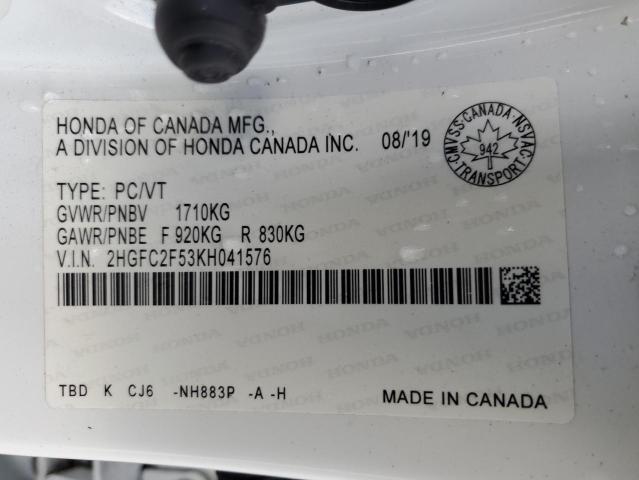 HONDA OF CANADA MFG.,
A DIVISION OF HONDA CANADA INC. 08/'19
CMVSS·CANADA·NSVAC
942
TRANSPORT
TYPE: PC/VT
GVWR/PNBV 1710KG
GAWR/PNBE F 920KG R 830KG
V.I.N. 2HGFC2F53KH041576
TBD K CJ6 -NH883P -A -H
MADE IN CANADA